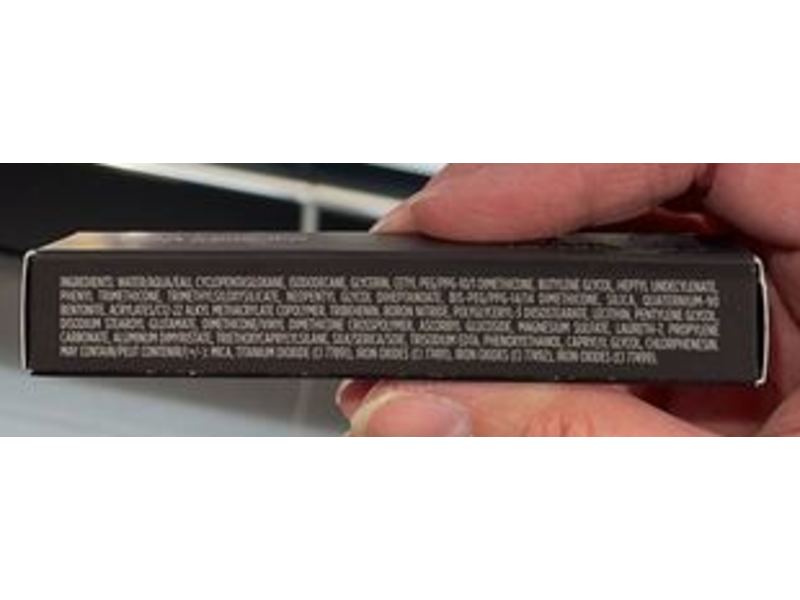 INGREDIENTS: WATER/AQUA/EAU, CYCLOPENTASILOXANE, ISODODECANE, GLYCERIN, CETYL PEG/PPG-10/1 DIMETHICONE, BUTYLENE GLYCOL, HEPTYL UNDECYLENATE,
PHENYL TRIMETHICONE, TRIMETHYLSILOXYSILICATE, NEOPENTYL GLYCOL DIHEPTANOATE, BIS-PEG/PPG-14/14 DIMETHICONE, SILICA, QUATERNIUM-90
BENTONITE, ACRYLATES/C12-22 ALKYL METHACRYLATE COPOLYMER, TRIBEHENIN, BORON NITRIDE, POLYGLYCERYL-3 DIISOSTEARATE, LECITHIN, PENTYLENE GLYCOL,
DISODIUM STEAROYL GLUTAMATE, DIMETHICONE/VINYL DIMETHICONE CROSSPOLYMER, ASCORBYL GLUCOSIDE, MAGNESIUM SULFATE, LAURETH-7, PROPYLENE
CARBONATE, ALUMINUM DIMYRISTATE, TRIETHOXYCAPRYLYLSILANE, SILK/SERICA/SOIE, TRISODIUM EDTA, PHENOXYETHANOL, CAPRYLYL GLYCOL, CHLORPHENESIN.
MAY CONTAIN/PEUT CONTENIR/(+/-): MICA, TITANIUM DIOXIDE (CI 77891), IRON OXIDES (CI 77491), IRON OXIDES (CI 77492), IRON OXIDES (CI 77499).